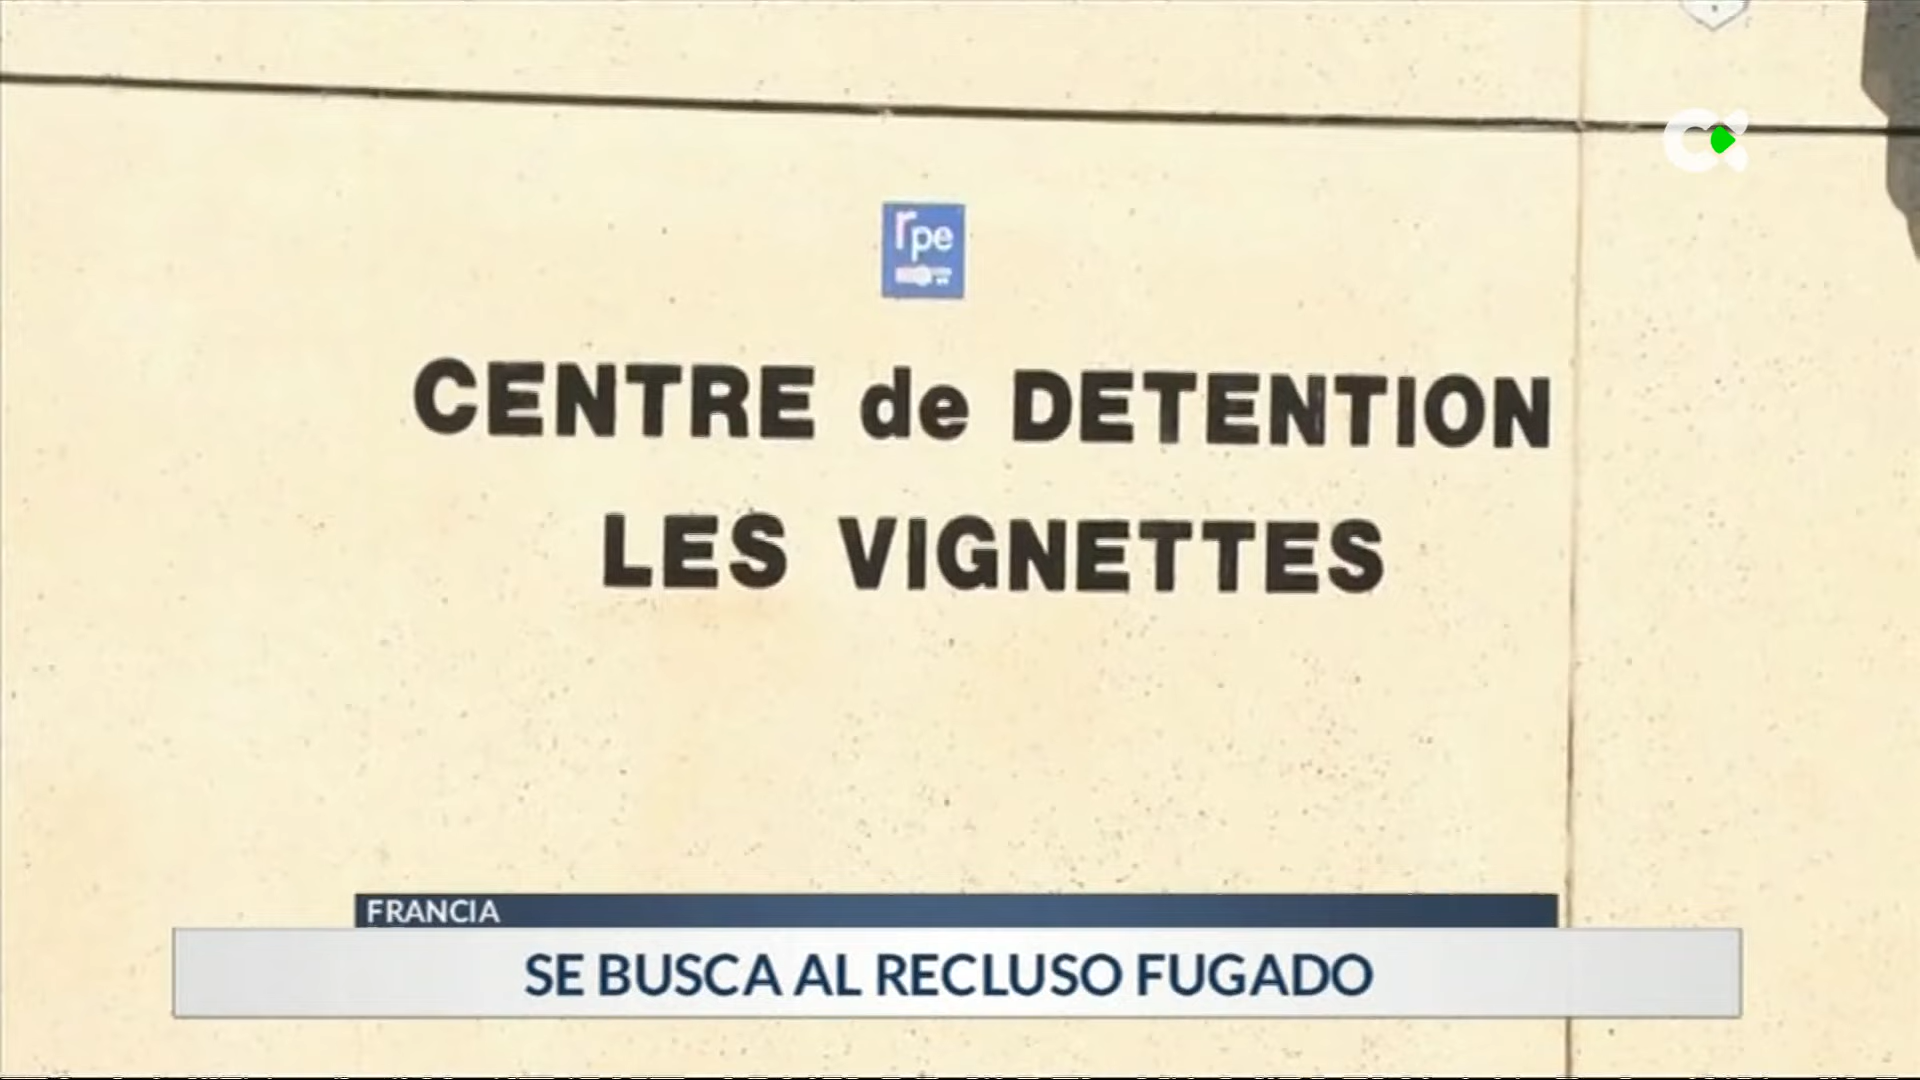 rpe
CENTRE de DETENTION
LES VIGNETTES
FRANCIA
SE BUSCA AL RECLUSO FUGADO